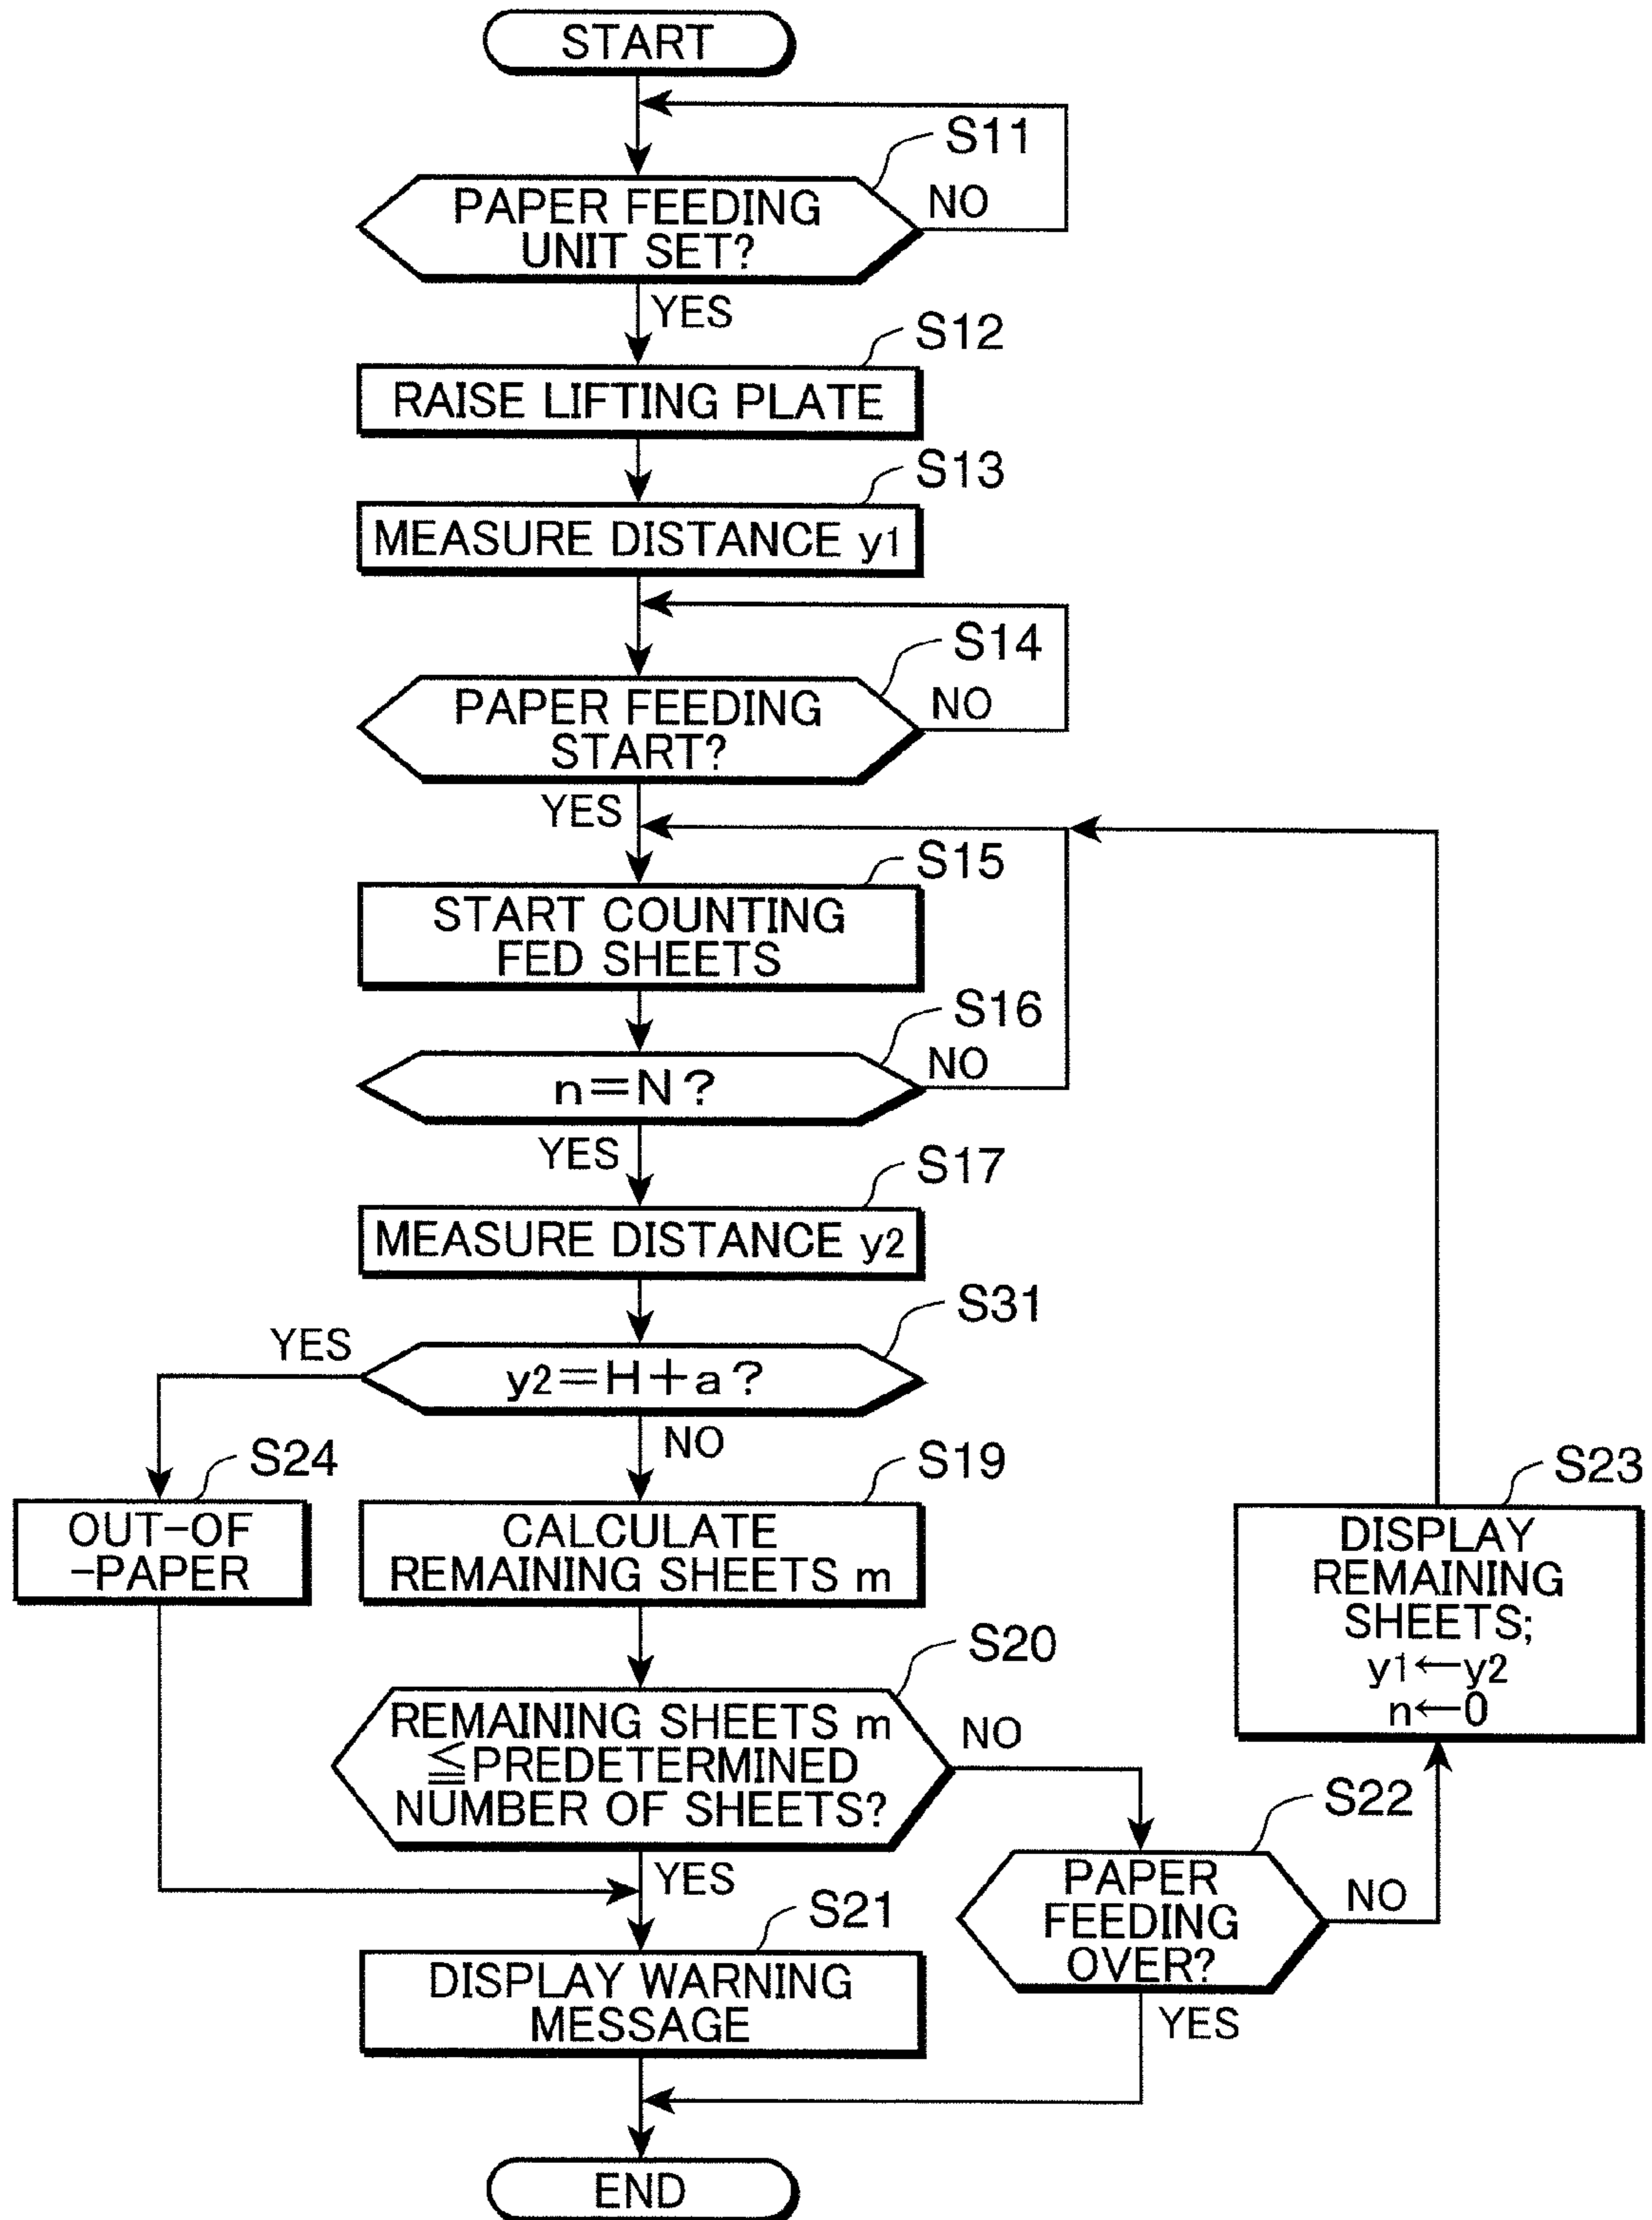 START
S11
PAPER FEEDING
UNIT SET?
NO
YES
S12
RAISE LIFTING PLATE
S13
MEASURE DISTANCE y1
S14
PAPER FEEDING
START?
NO
YES
S15
START COUNTING
FED SHEETS
S16
n=N?
NO
YES
S17
MEASURE DISTANCE y2
S31
y2=H+a?
YES
NO
S24
OUT-OF
-PAPER
S19
CALCULATE
REMAINING SHEETS m
S20
REMAINING SHEETS m
≦PREDETERMINED
NUMBER OF SHEETS?
NO
YES
S22
PAPER
FEEDING
OVER?
NO
YES
S23
DISPLAY
REMAINING
SHEETS;
y1←y2
n←0
S21
DISPLAY WARNING
MESSAGE
END